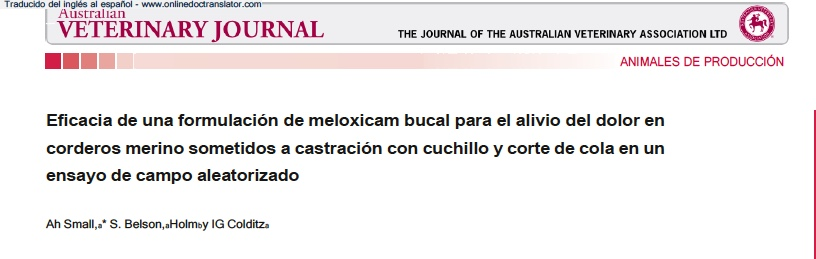 Traducido del inglés al español - www.onlinedoctranslator.com
Australian
VETERINARY JOURNAL
THE JOURNAL OF THE AUSTRALIAN VETERINARY ASSOCIATION LTD
ANIMALES DE PRODUCCIÓN
Eficacia de una formulación de meloxicam bucal para el alivio del dolor en
corderos merino sometidos a castración con cuchillo y corte de cola en un
ensayo de campo aleatorizado
Ah Small,a* S. Belson,aHolmby IG Colditza